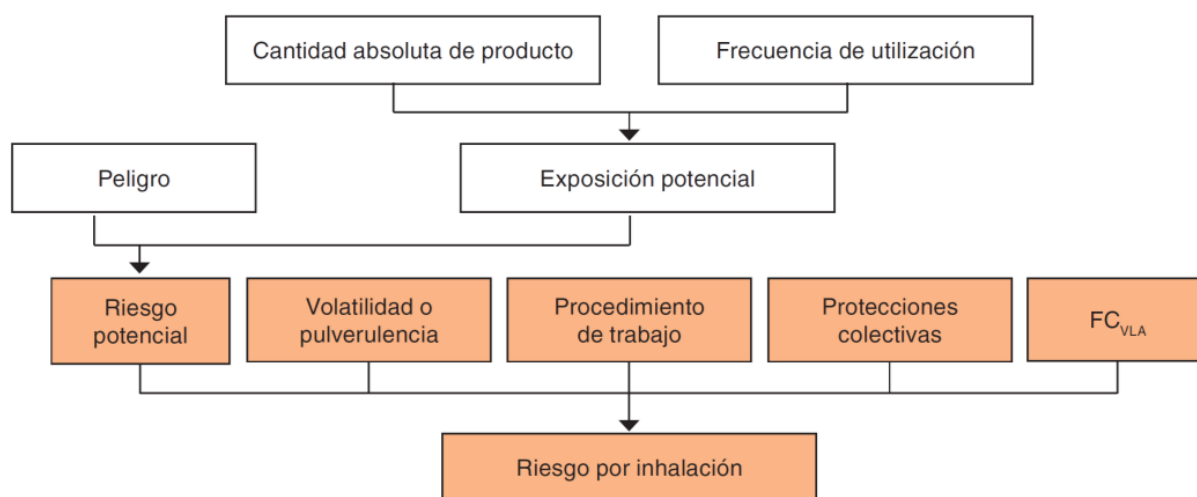 Cantidad absoluta de producto
Frecuencia de utilización
Peligro
Exposición potencial
Riesgo
potencial
Volatilidad o
pulverulencia
Procedimiento
de trabajo
Protecciones
colectivas
FC_VLA
Riesgo por inhalación